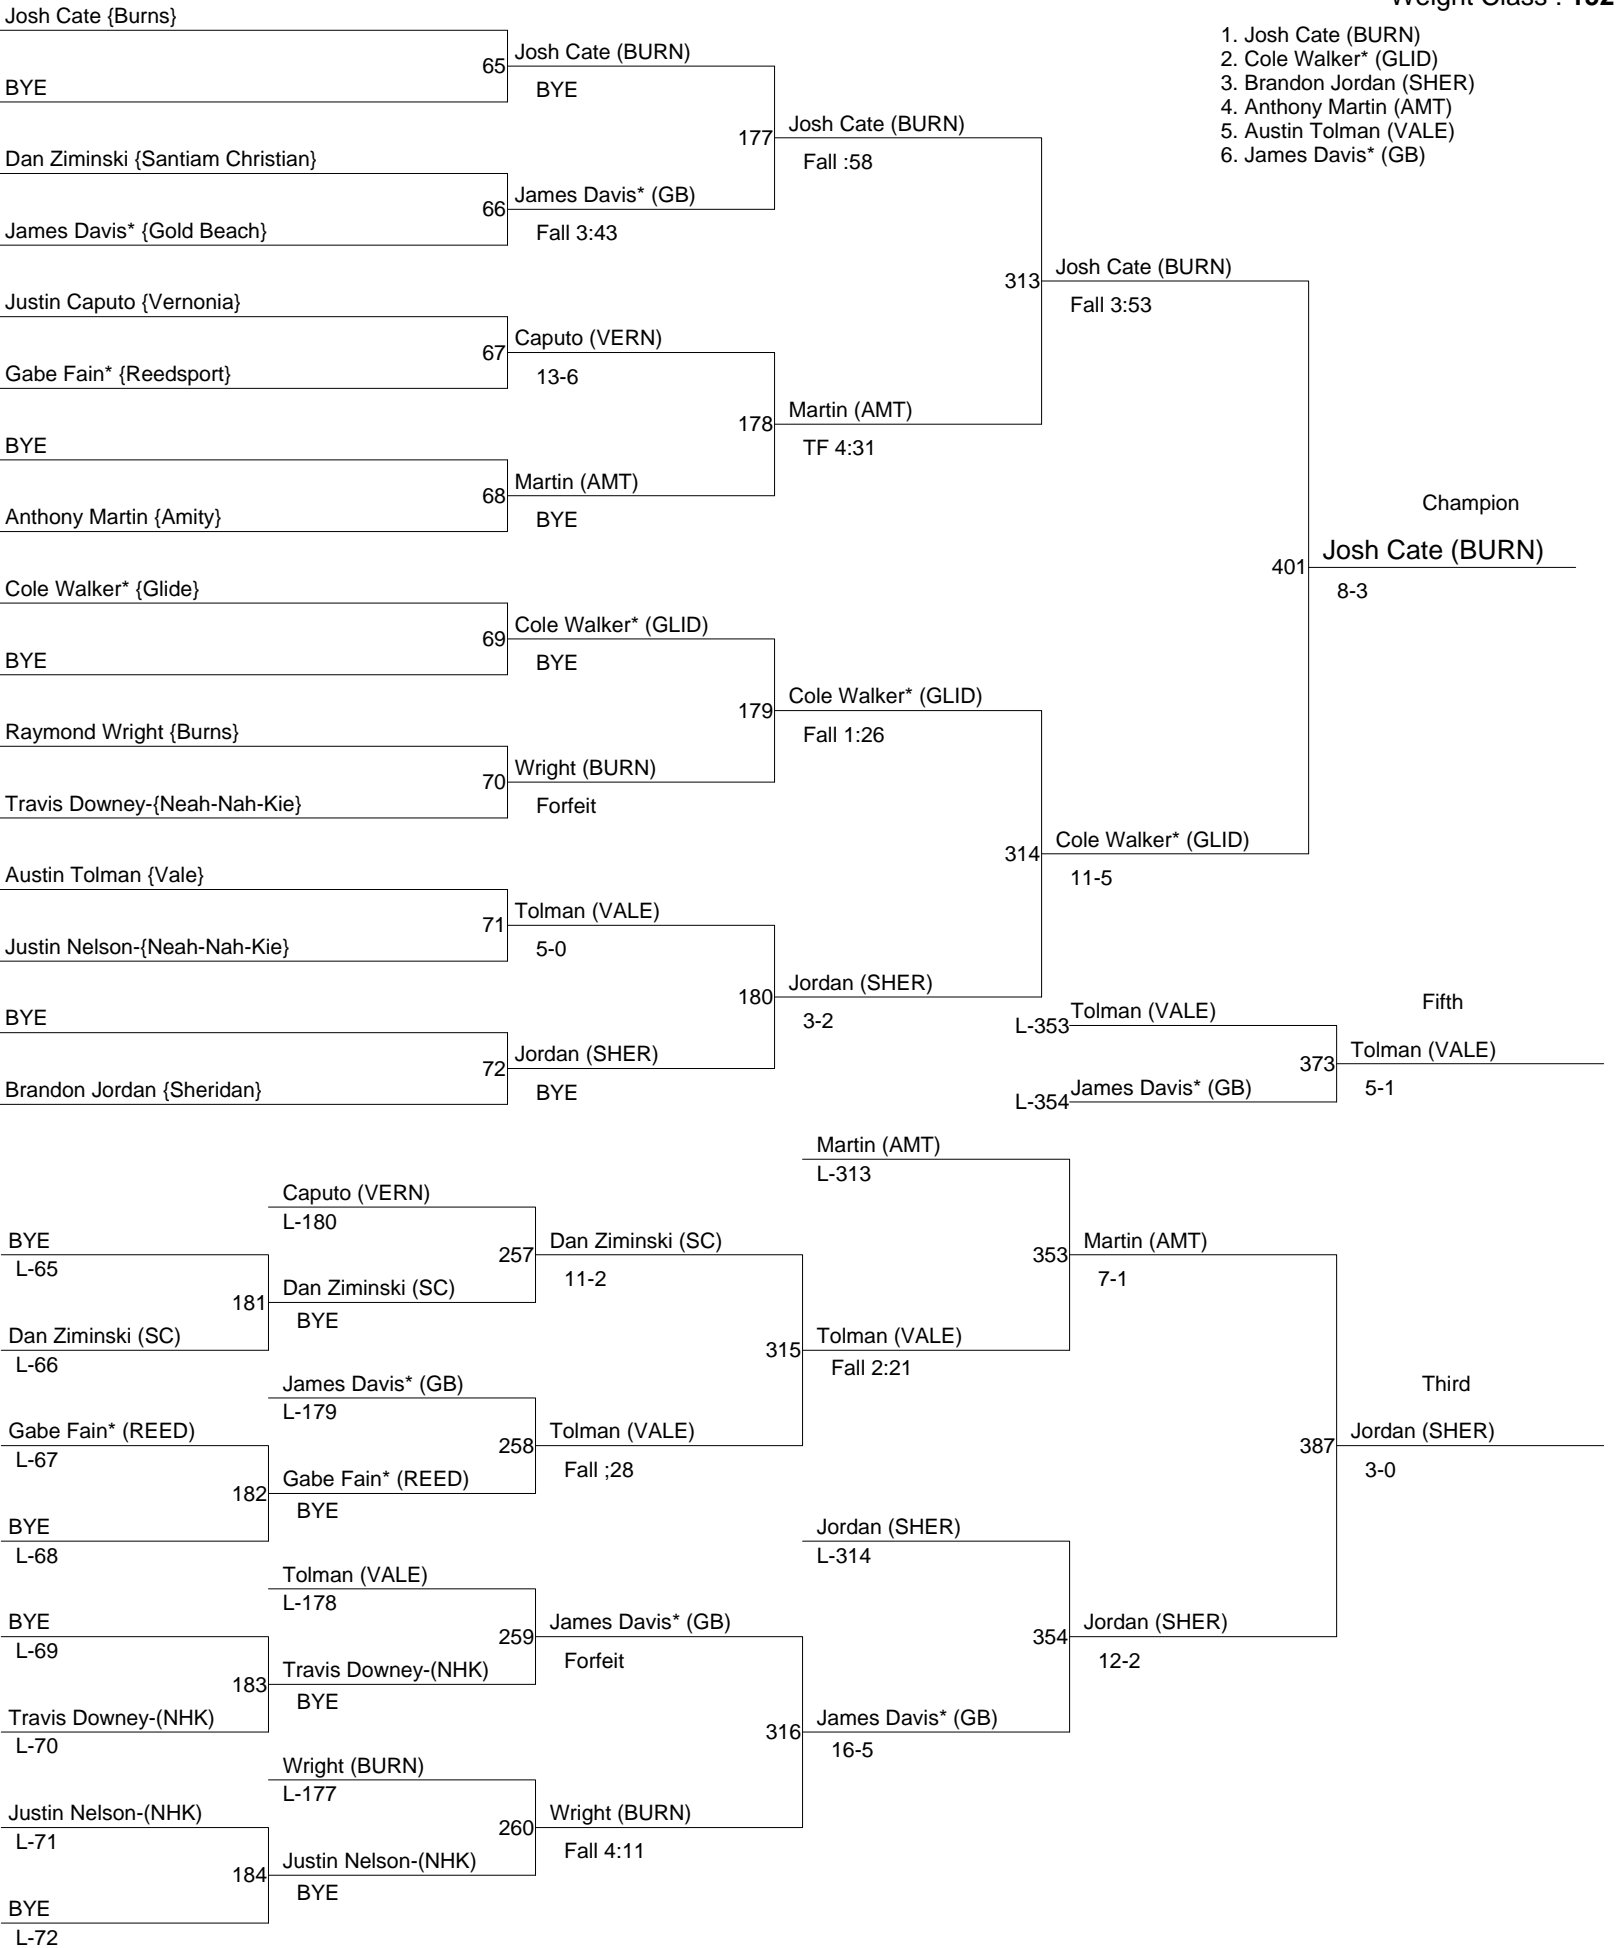 Weight Class : 152
1. Josh Cate (BURN)
2. Cole Walker* (GLID)
3. Brandon Jordan (SHER)
4. Anthony Martin (AMT)
5. Austin Tolman (VALE)
6. James Davis* (GB)
Josh Cate {Burns}
BYE
Dan Ziminski {Santiam Christian}
James Davis* {Gold Beach}
Justin Caputo {Vernonia}
Gabe Fain* {Reedsport}
BYE
Anthony Martin {Amity}
Cole Walker* {Glide}
BYE
Raymond Wright {Burns}
Travis Downey-{Neah-Nah-Kie}
Austin Tolman {Vale}
Justin Nelson-{Neah-Nah-Kie}
BYE
Brandon Jordan {Sheridan}
65
Josh Cate (BURN)
BYE
66
James Davis* (GB)
Fall 3:43
67
Caputo (VERN)
13-6
68
Martin (AMT)
BYE
69
Cole Walker* (GLID)
BYE
70
Wright (BURN)
Forfeit
71
Tolman (VALE)
5-0
72
Jordan (SHER)
BYE
177
Josh Cate (BURN)
Fall :58
178
Martin (AMT)
TF 4:31
179
Cole Walker* (GLID)
Fall 1:26
180
Jordan (SHER)
3-2
313
Josh Cate (BURN)
Fall 3:53
314
Cole Walker* (GLID)
11-5
Champion
401
Josh Cate (BURN)
8-3
L-353
Tolman (VALE)
L-354
James Davis* (GB)
Fifth
373
Tolman (VALE)
5-1
BYE
L-65
Dan Ziminski (SC)
L-66
Gabe Fain* (REED)
L-67
BYE
L-68
BYE
L-69
Travis Downey-(NHK)
L-70
Justin Nelson-(NHK)
L-71
BYE
L-72
Caputo (VERN)
L-180
181
Dan Ziminski (SC)
BYE
James Davis* (GB)
L-179
182
Gabe Fain* (REED)
BYE
Tolman (VALE)
L-178
183
Travis Downey-(NHK)
BYE
Wright (BURN)
L-177
184
Justin Nelson-(NHK)
BYE
257
Dan Ziminski (SC)
11-2
258
Tolman (VALE)
Fall ;28
259
James Davis* (GB)
Forfeit
260
Wright (BURN)
Fall 4:11
Martin (AMT)
L-313
315
Tolman (VALE)
Fall 2:21
Jordan (SHER)
L-314
316
James Davis* (GB)
16-5
353
Martin (AMT)
7-1
354
Jordan (SHER)
12-2
Third
387
Jordan (SHER)
3-0